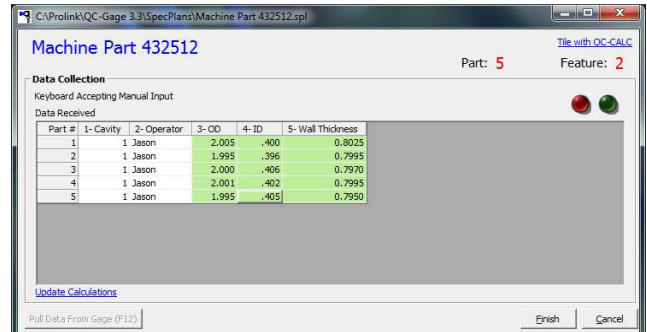 C:\Prolink\QC-Gage 3.3\SpecPlans\Machine Part 432512.spl
Machine Part 432512
Tile with QC-CALC
Part: 5 Feature: 2
Data Collection
Keyboard Accepting Manual Input
Data Received
Part # 1- Cavity 2- Operator 3- OD 4- ID 5- Wall Thickness
1 1 Jason 2.005 .400 0.8025
2 1 Jason 1.995 .396 0.7995
3 1 Jason 2.000 .406 0.7970
4 1 Jason 2.001 .402 0.7995
5 1 Jason 1.995 .405 0.7950
Update Calculations
Pull Data From Gage (F12) Finish Cancel